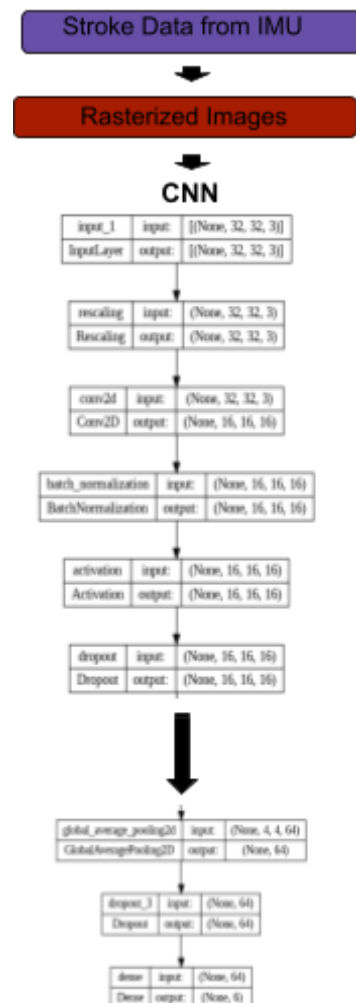 Stroke Data from IMU
Rasterized Images
CNN
input_1 input: [(None, 32, 32, 3)]
InputLayer output: [(None, 32, 32, 3)]
rescaling input: (None, 32, 32, 3)
Rescaling output: (None, 32, 32, 3)
conv2d input: (None, 32, 32, 3)
Conv2D output: (None, 16, 16, 16)
batch_normalization input: (None, 16, 16, 16)
BatchNormalization output: (None, 16, 16, 16)
activation input: (None, 16, 16, 16)
Activation output: (None, 16, 16, 16)
dropout input: (None, 16, 16, 16)
Dropout output: (None, 16, 16, 16)
global_average_pooling2d input: (None, 4, 4, 64)
GlobalAveragePooling2D output: (None, 64)
dropout_3 input: (None, 64)
Dropout output: (None, 64)
dense input: (None, 64)
Dense output: (None, 6)